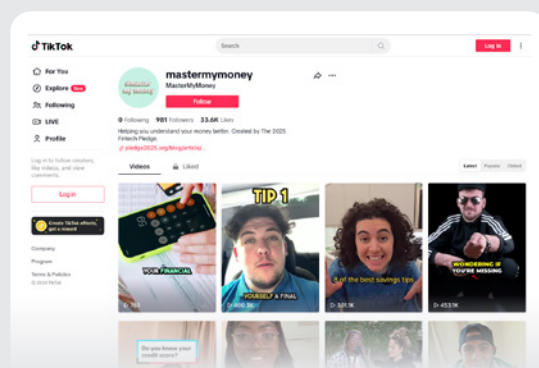 TikTok
Search
Log in
For You
Explore New
Following
LIVE
Profile
Log in to follow creators,
like videos, and view
comments.
Log in
Create TikTok effects,
get a reward
Company
Program
Terms & Policies
© 2024 TikTok
mastermymoney
MasterMyMoney
Follow
0 Following 981 Followers 33.6K Likes
Helping you understand your money better. Created by The 2025
Fintech Pledge.
Videos
Liked
Latest Popular Oldest
YOUR FINANCIAL
TIP 1
YOURSELF A FINAL
of the best savings tips
WONDERING IF
YOU'RE MISSING
Do you know your
credit score?